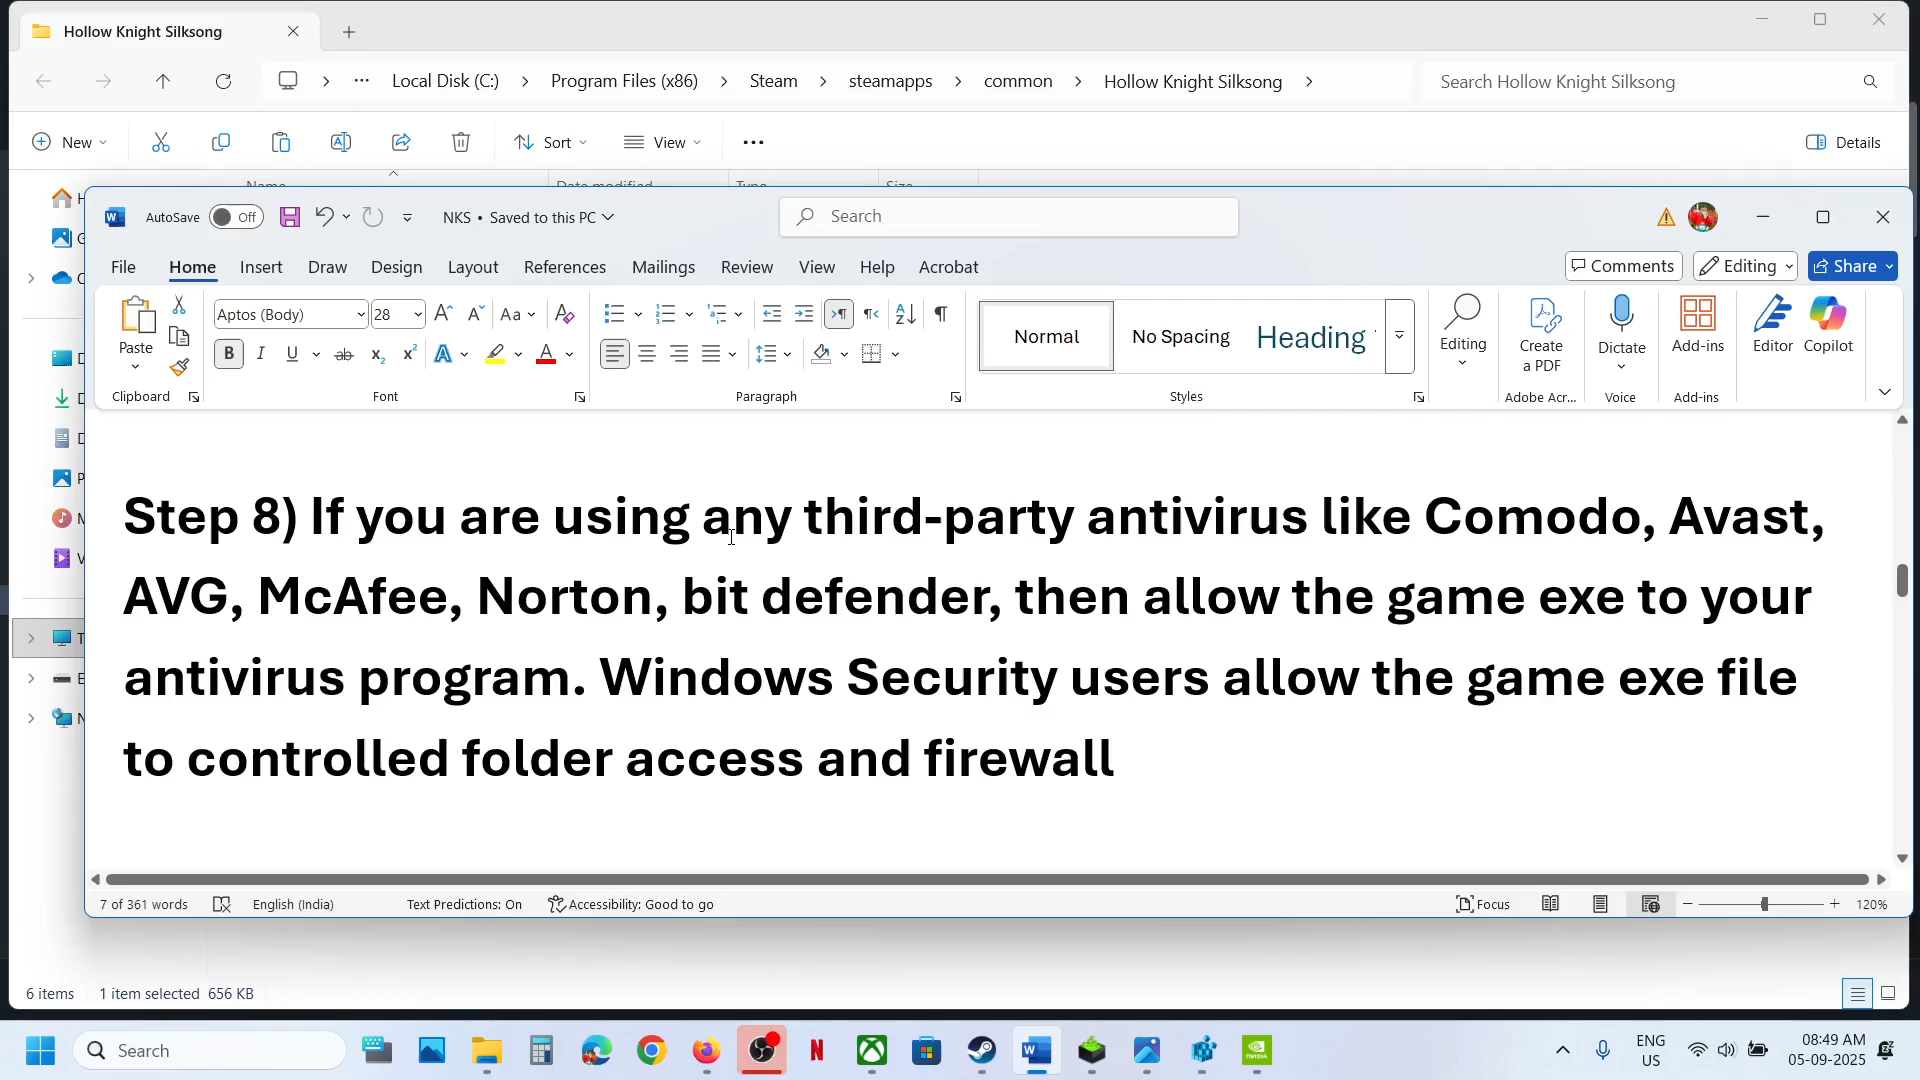 Hollow Knight Silksong
Local Disk (C:) Program Files (x86) Steam steamapps common Hollow Knight Silksong Search Hollow Knight Silksong
New Sort View Details
Name Date modified Type Size
AutoSave Off NKS • Saved to this PC Search
File Home Insert Draw Design Layout References Mailings Review View Help Acrobat Comments Editing Share
Paste Aptos (Body) 28 Normal No Spacing Heading Editing Create a PDF Dictate Add-ins Editor Copilot
Clipboard Font Paragraph Styles Adobe Acr... Voice Add-ins
Step 8) If you are using any third-party antivirus like Comodo, Avast,
AVG, McAfee, Norton, bit defender, then allow the game exe to your
antivirus program. Windows Security users allow the game exe file
to controlled folder access and firewall
7 of 361 words English (India) Text Predictions: On Accessibility: Good to go Focus 120%
6 items 1 item selected 656 KB
Search ENG 08:49 AM
US 05-09-2025